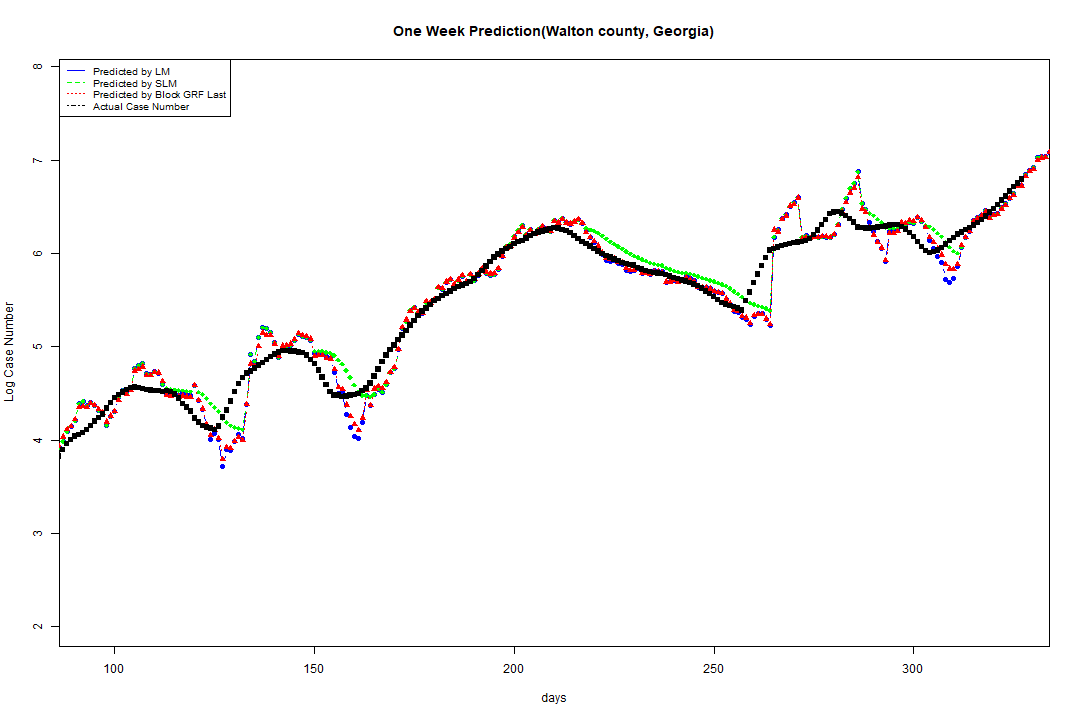 One Week Prediction(Walton county, Georgia)
Predicted by LM
Predicted by SLM
Predicted by Block GRF Last
Actual Case Number
8
7
6
5
4
3
2
Log Case Number
100 150 200 250 300
days